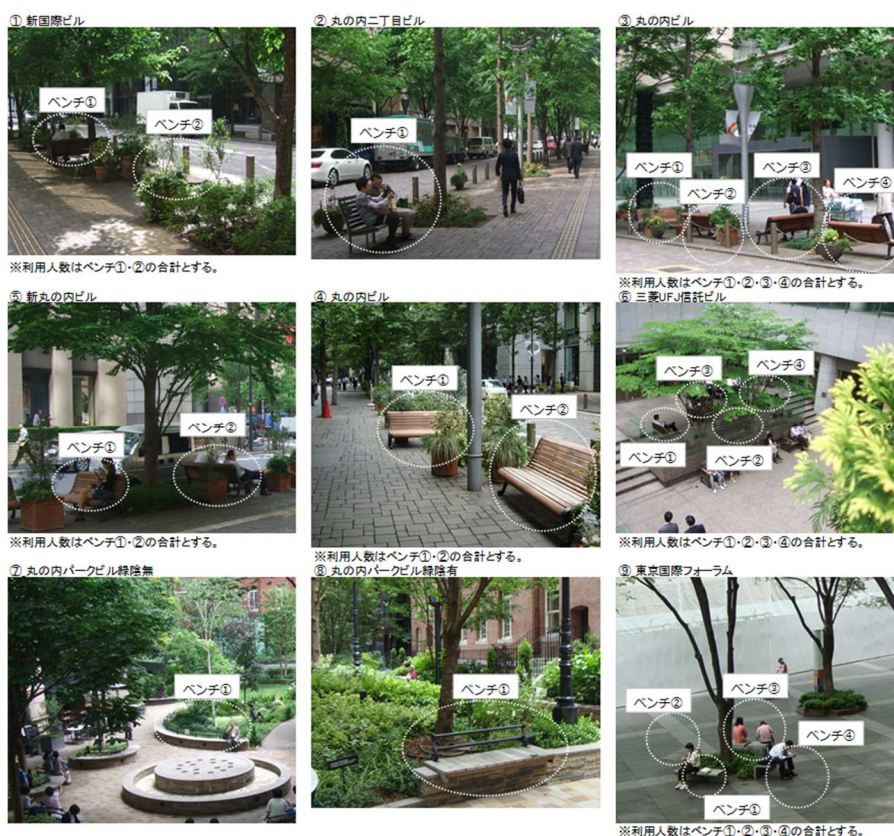 ① 新国際ビル
ベンチ①
ベンチ②
※利用人数はベンチ①・②の合計とする。
② 丸の内二丁目ビル
ベンチ①
③ 丸の内ビル
ベンチ①
ベンチ②
ベンチ③
ベンチ④
※利用人数はベンチ①・②・③・④の合計とする。
⑤ 新丸の内ビル
ベンチ①
ベンチ②
※利用人数はベンチ①・②の合計とする。
④ 丸の内ビル
ベンチ①
ベンチ②
※利用人数はベンチ①・②の合計とする。
⑥ 三菱UFJ信託ビル
ベンチ③
ベンチ④
ベンチ①
ベンチ②
※利用人数はベンチ①・②・③・④の合計とする。
⑦ 丸の内パークビル緑陰無
ベンチ①
⑧ 丸の内パークビル緑陰有
ベンチ①
⑨ 東京国際フォーラム
ベンチ②
ベンチ③
ベンチ④
ベンチ①
※利用人数はベンチ①・②・③・④の合計とする。